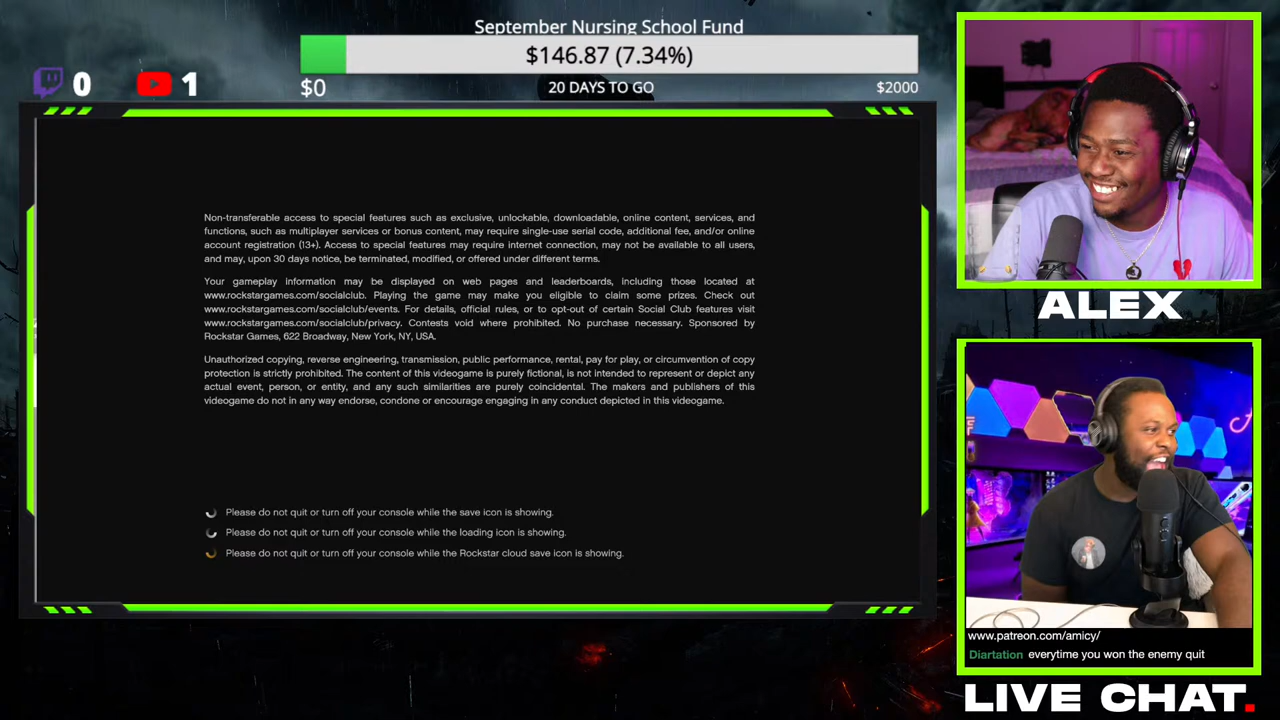 September Nursing School Fund
$146.87 (7.34%)
0
1
$0
20 DAYS TO GO
$2000
Non-transferable access to special features such as exclusive, unlockable, downloadable, online content, services, and
functions, such as multiplayer services or bonus content, may require single-use serial code, additional fee, and/or online
account registration (13+). Access to special features may require internet connection, may not be available to all users,
and may, upon 30 days notice, be terminated, modified, or offered under different terms.
Your gameplay information may be displayed on web pages and leaderboards, including those located at
www.rockstargames.com/socialclub. Playing the game may make you eligible to claim some prizes. Check out
www.rockstargames.com/socialclub/events. For details, official rules, or to opt-out of certain Social Club features visit
www.rockstargames.com/socialclub/privacy. Contests void where prohibited. No purchase necessary. Sponsored by
Rockstar Games, 622 Broadway, New York, NY, USA.
Unauthorized copying, reverse engineering, transmission, public performance, rental, pay for play, or circumvention of copy
protection is strictly prohibited. The content of this videogame is purely fictional, is not intended to represent or depict any
actual event, person, or entity, and any such similarities are purely coincidental. The makers and publishers of this
videogame do not in any way endorse, condone or encourage engaging in any conduct depicted in this videogame.
Please do not quit or turn off your console while the save icon is showing.
Please do not quit or turn off your console while the loading icon is showing.
Please do not quit or turn off your console while the Rockstar cloud save icon is showing.
ALEX
www.patreon.com/amicy/
Diartation everytime you won the enemy quit
LIVE CHAT.